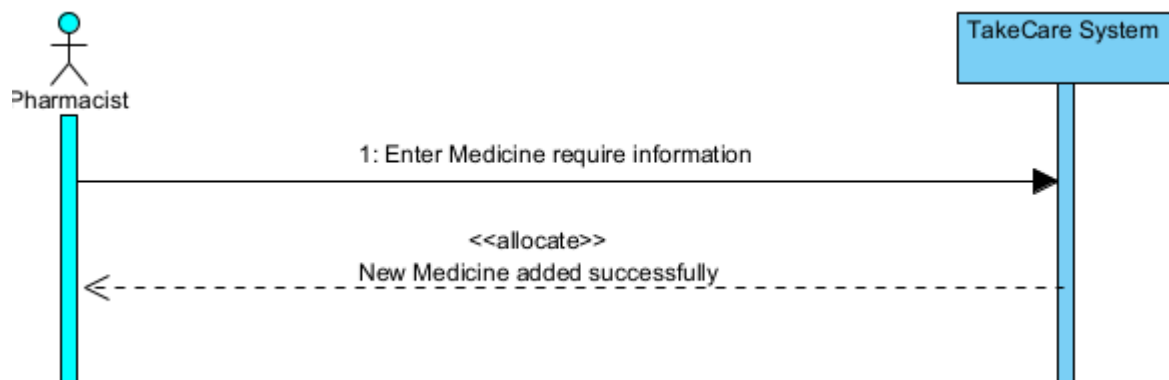 TakeCare System
Pharmacist
1: Enter Medicine require information
<<allocate>>
New Medicine added successfully